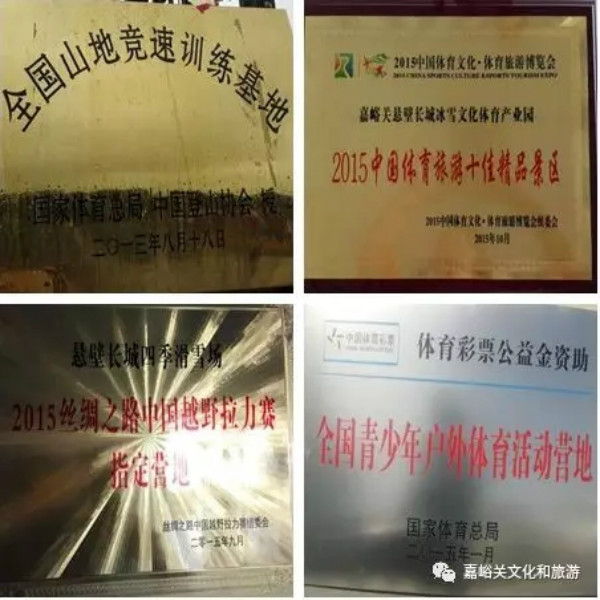 全国山地竞速训练基地
国家体育总局 中国登山协会 授
二〇一三年八月十八日
2015中国体育文化·体育旅游博览会
2015 CHINA SPORTS CULTURE &SPORTS TOURISM EXPO
嘉峪关悬壁长城冰雪文化体育产业园
2015中国体育旅游十佳精品景区
2015中国体育文化·体育旅游博览会组委会
2015年10月
悬壁长城四季滑雪场
2015丝绸之路中国越野拉力赛
指定营地
丝绸之路中国越野拉力赛组委会
二〇一五年九月
中国体育彩票
体育彩票公益金资助
全国青少年户外体育活动营地
国家体育总局
二〇一五年一月
嘉峪关文化和旅游